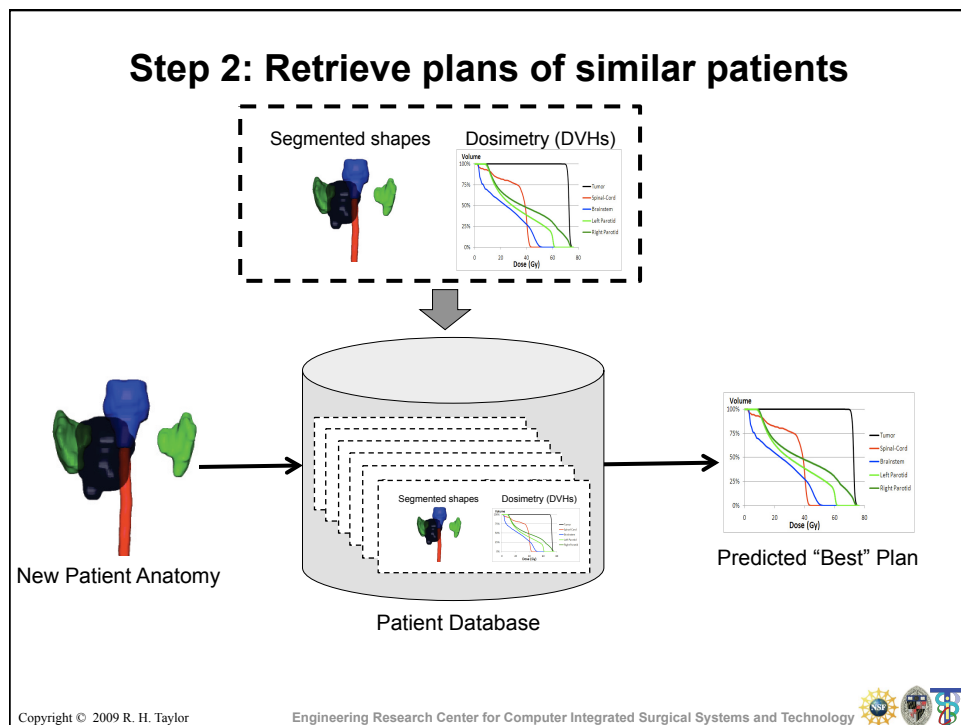 Step 2: Retrieve plans of similar patients
Segmented shapes
Dosimetry (DVHs)
Volume
100%
75%
50%
25%
0%
0 20 40 60 80
Dose (Gy)
Tumor
Spinal-Cord
Brainstem
Left Parotid
Right Parotid
Segmented shapes
Dosimetry (DVHs)
Volume
Dose (Gy)
New Patient Anatomy
Patient Database
Volume
100%
75%
50%
25%
0%
0 20 40 60 80
Dose (Gy)
Tumor
Spinal-Cord
Brainstem
Left Parotid
Right Parotid
Predicted “Best” Plan
Copyright © 2009 R. H. Taylor
Engineering Research Center for Computer Integrated Surgical Systems and Technology
NSF